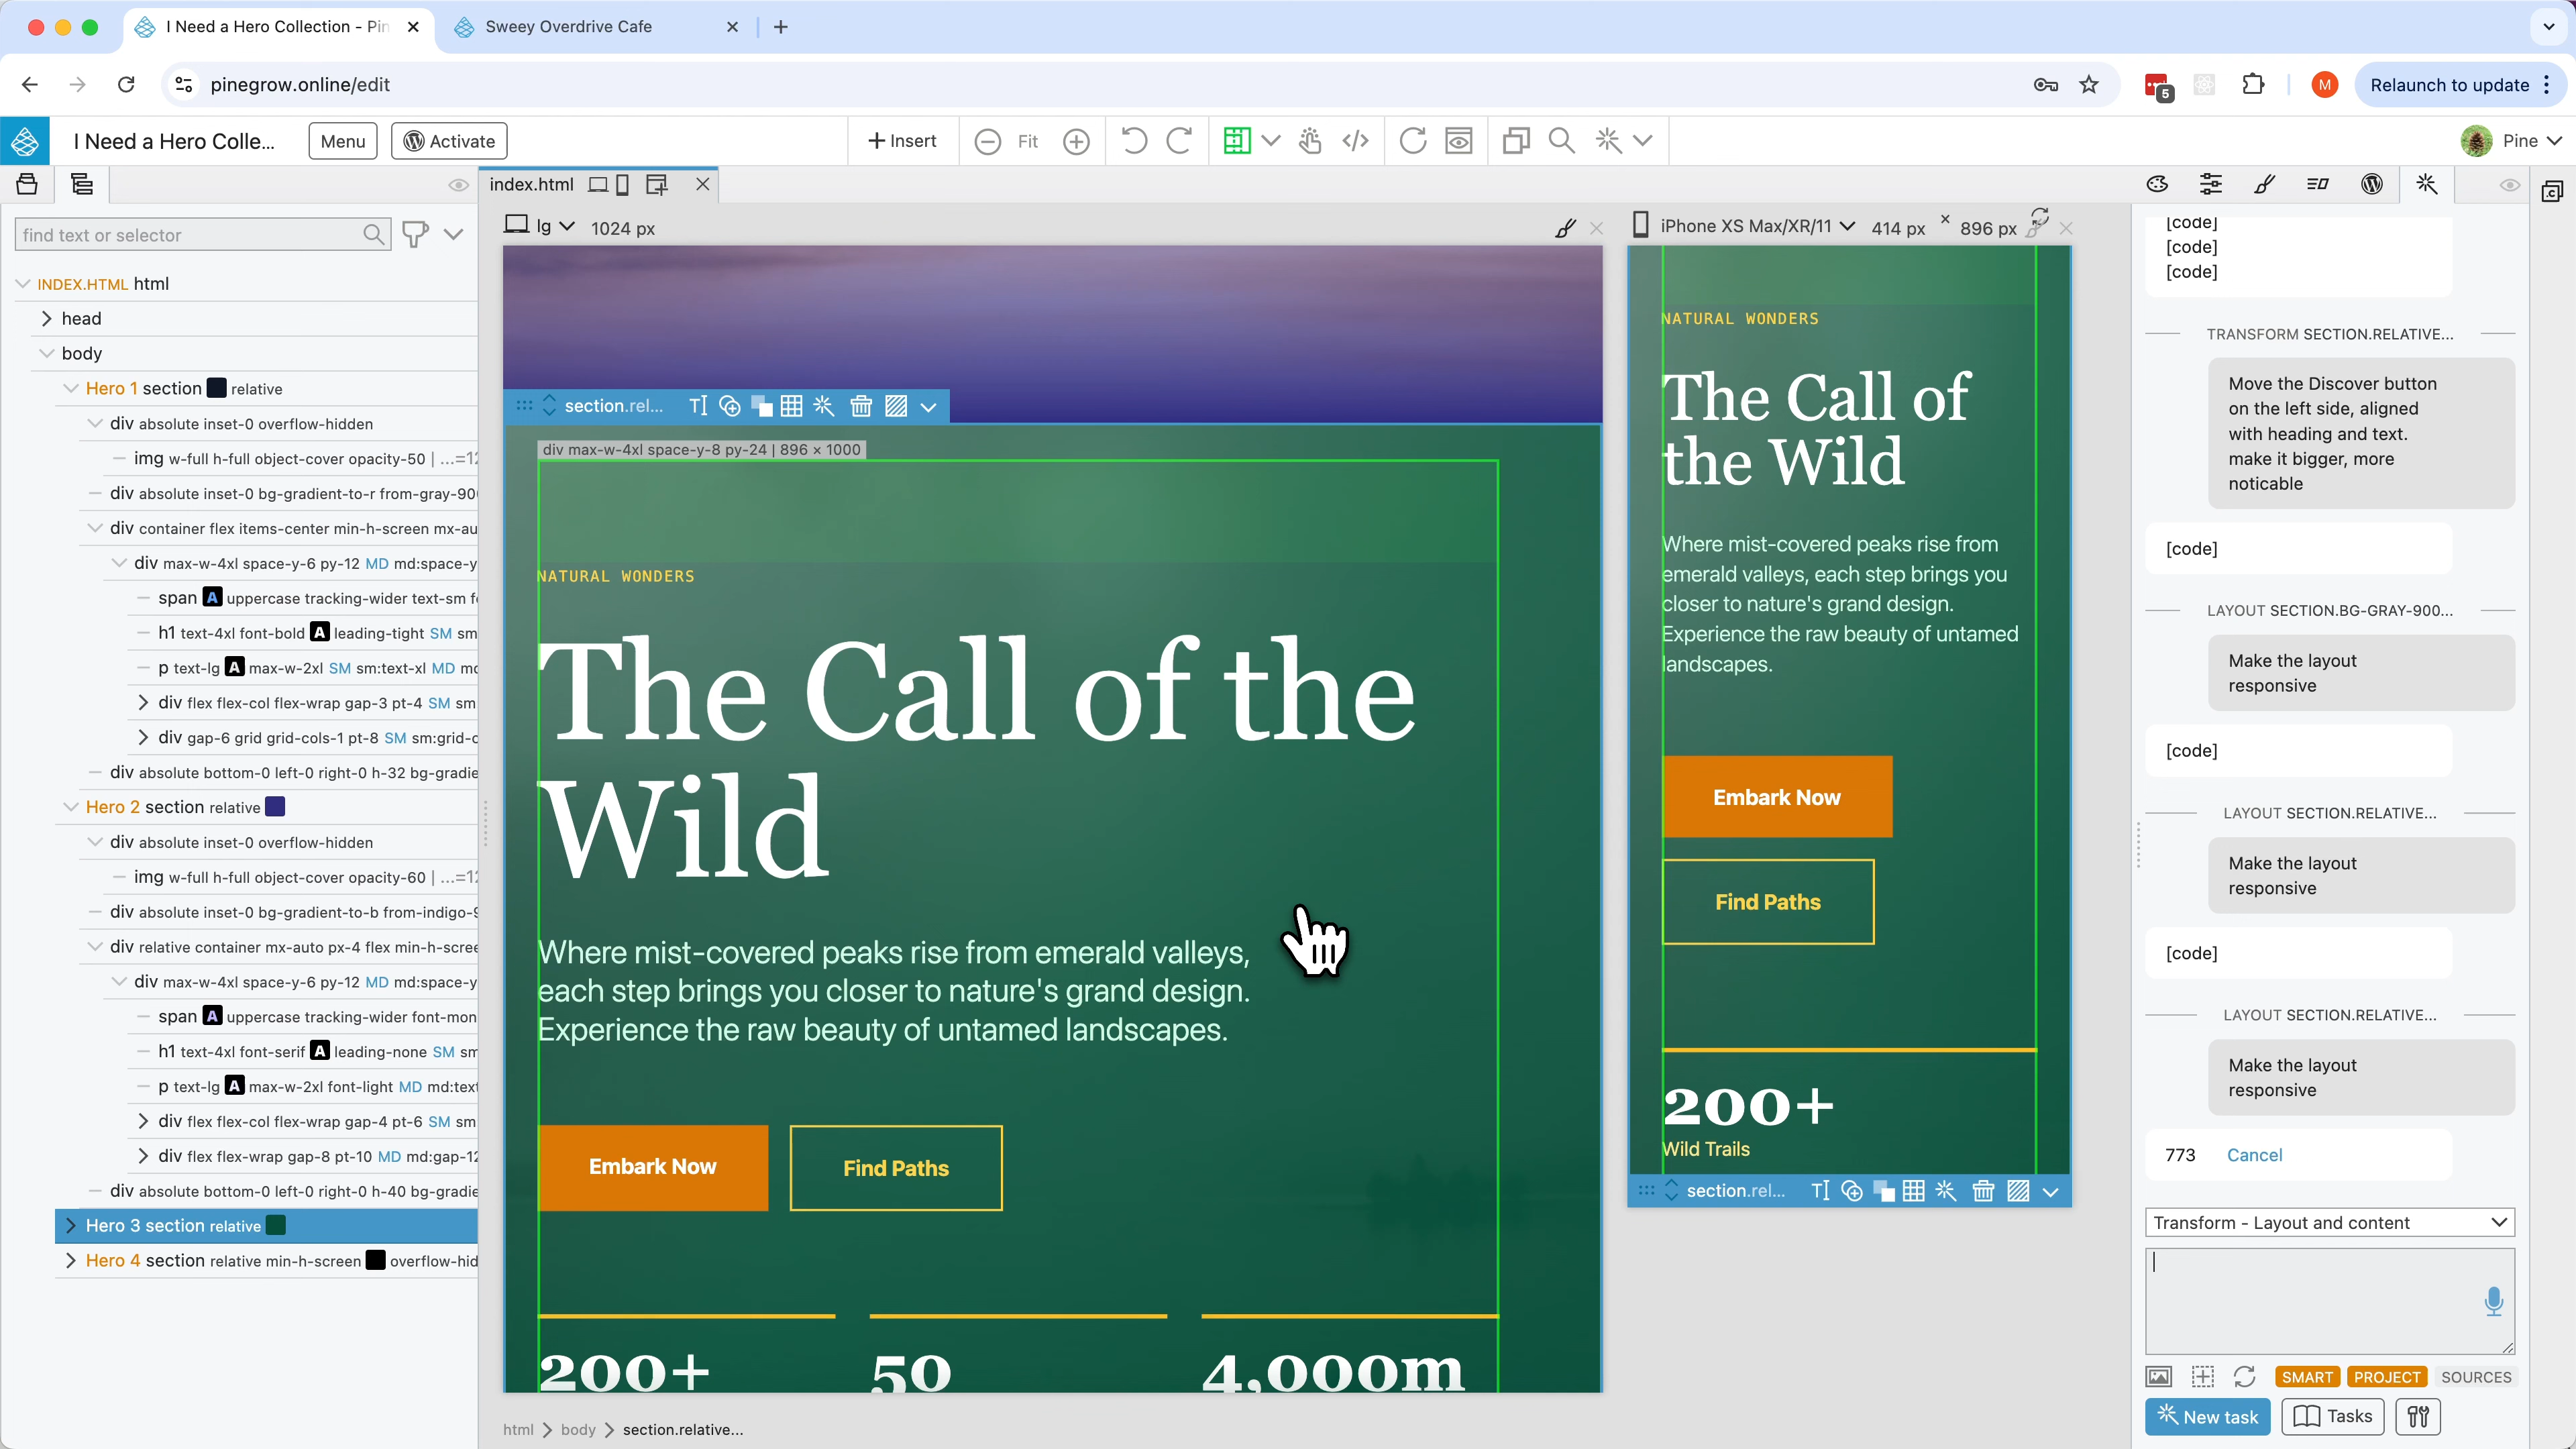 I Need a Hero Collection - Pin
Sweey Overdrive Cafe
pinegrow.online/edit
5
M
Relaunch to update
I Need a Hero Colle...
Menu
Activate
Insert
Fit
Pine
index.html
find text or selector
INDEX.HTML html
head
body
Hero 1 section relative
div absolute inset-0 overflow-hidden
img w-full h-full object-cover opacity-50 | ...=12
div absolute inset-0 bg-gradient-to-r from-gray-90
div container flex items-center min-h-screen mx-au
div max-w-4xl space-y-6 py-12 MD md:space-y
span A uppercase tracking-wider text-sm f
h1 text-4xl font-bold A leading-tight SM sm
p text-lg A max-w-2xl SM sm:text-xl MD m
div flex flex-col flex-wrap gap-3 pt-4 SM sm
div gap-6 grid grid-cols-1 pt-8 SM sm:grid-c
div absolute bottom-0 left-0 right-0 h-32 bg-gradie
Hero 2 section relative
div absolute inset-0 overflow-hidden
img w-full h-full object-cover opacity-60 | ...=12
div absolute inset-0 bg-gradient-to-b from-indigo-9
div relative container mx-auto px-4 flex min-h-scree
div max-w-4xl space-y-6 py-12 MD md:space-y
span A uppercase tracking-wider font-mon
h1 text-4xl font-serif A leading-none SM sm
p text-lg A max-w-2xl font-light MD md:text
div flex flex-col flex-wrap gap-4 pt-6 SM sm
div flex flex-wrap gap-8 pt-10 MD md:gap-12
div absolute bottom-0 left-0 right-0 h-40 bg-gradie
Hero 3 section relative
Hero 4 section relative min-h-screen overflow-hid
lg 1024 px
section.rel...
div max-w-4xl space-y-8 py-24 | 896 × 1000
NATURAL WONDERS
The Call of the
Wild
Where mist-covered peaks rise from emerald valleys,
each step brings you closer to nature's grand design.
Experience the raw beauty of untamed landscapes.
Embark Now
Find Paths
200+
50
4,000m
html > body > section.relative...
iPhone XS Max/XR/11 414 px × 896 px
NATURAL WONDERS
The Call of
the Wild
Where mist-covered peaks rise from
emerald valleys, each step brings you
closer to nature's grand design.
Experience the raw beauty of untamed
landscapes.
Embark Now
Find Paths
200+
Wild Trails
section.rel...
[code]
[code]
[code]
TRANSFORM SECTION.RELATIVE...
Move the Discover button
on the left side, aligned
with heading and text.
make it bigger, more
noticable
[code]
LAYOUT SECTION.BG-GRAY-900...
Make the layout
responsive
[code]
LAYOUT SECTION.RELATIVE...
Make the layout
responsive
[code]
LAYOUT SECTION.RELATIVE...
Make the layout
responsive
773 Cancel
Transform - Layout and content
SMART PROJECT SOURCES
New task
Tasks